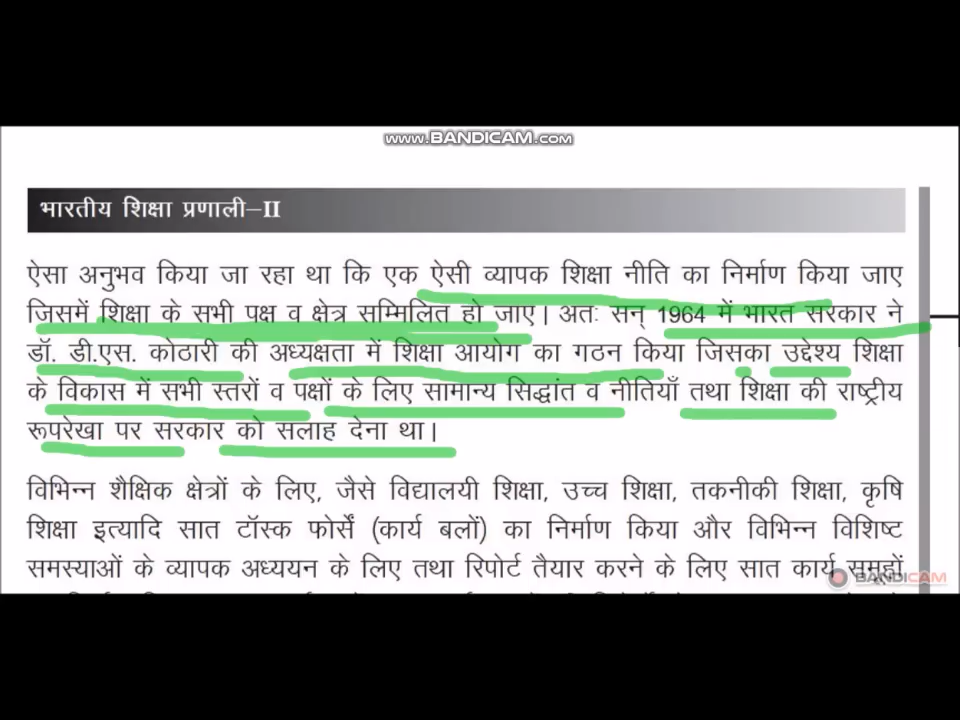 www.BANDICAM.com
भारतीय शिक्षा प्रणाली–II
ऐसा अनुभव किया जा रहा था कि एक ऐसी व्यापक शिक्षा नीति का निर्माण किया जाए
जिसमें शिक्षा के सभी पक्ष व क्षेत्र सम्मिलित हो जाए। अतः सन् 1964 में भारत सरकार ने
डॉ. डी.एस. कोठारी की अध्यक्षता में शिक्षा आयोग का गठन किया जिसका उद्देश्य शिक्षा
के विकास में सभी स्तरों व पक्षों के लिए सामान्य सिद्धांत व नीतियाँ तथा शिक्षा की राष्ट्रीय
रूपरेखा पर सरकार को सलाह देना था।
विभिन्न शैक्षिक क्षेत्रों के लिए, जैसे विद्यालयी शिक्षा, उच्च शिक्षा, तकनीकी शिक्षा, कृषि
शिक्षा इत्यादि सात टॉस्क फोर्सें (कार्य बलों) का निर्माण किया और विभिन्न विशिष्ट
समस्याओं के व्यापक अध्ययन के लिए तथा रिपोर्ट तैयार करने के लिए सात कार्य समूहों
BANDICAM